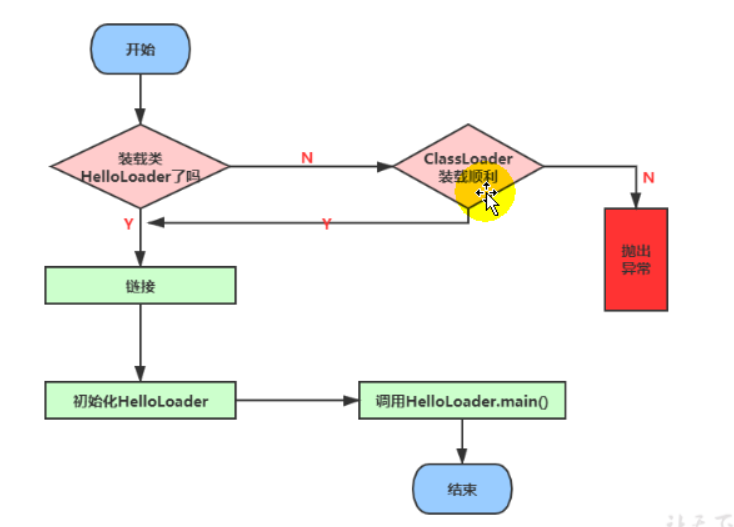 开始
装载类
HelloLoader了吗
N
ClassLoader
装载顺利
N
Y
Y
抛出
异常
链接
初始化HelloLoader
调用HelloLoader.main()
结束